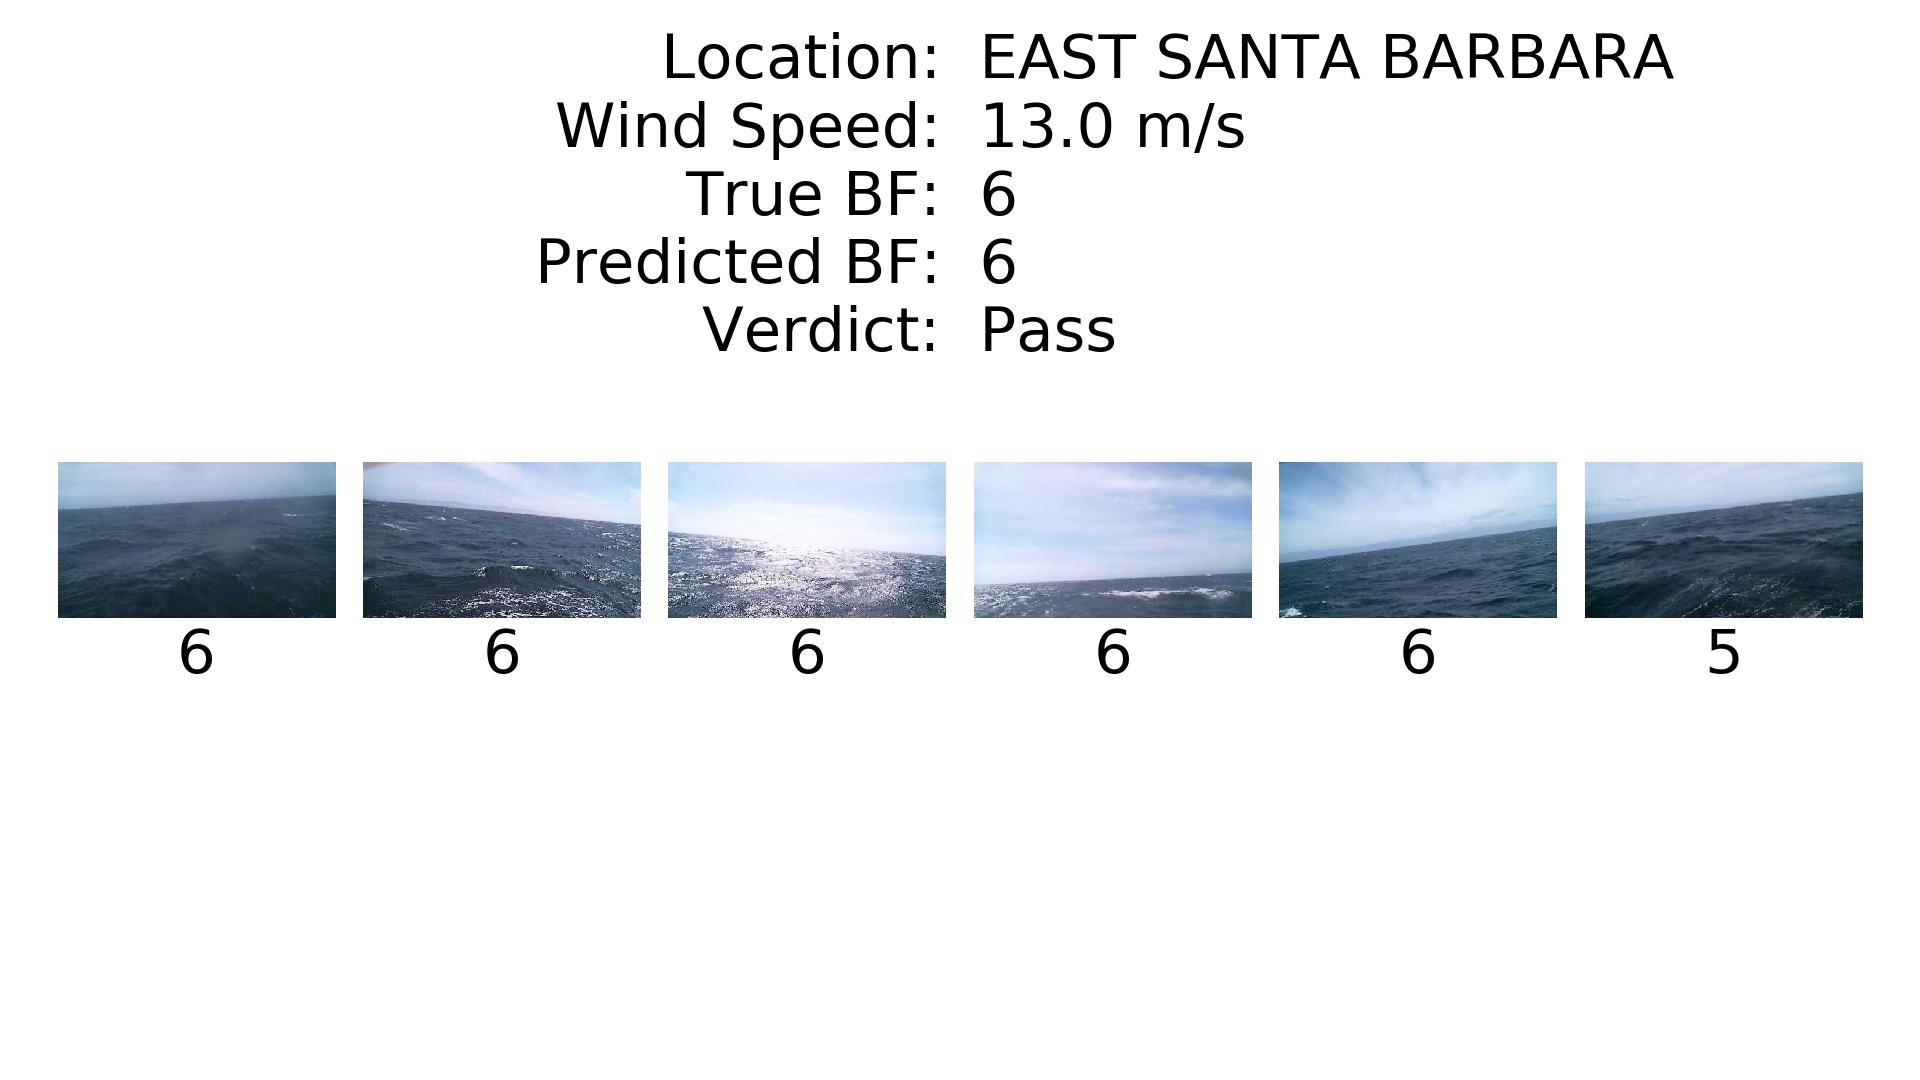 Location: EAST SANTA BARBARA
Wind Speed: 13.0 m/s
True BF: 6
Predicted BF: 6
Verdict: Pass
6 6 6 6 6 5